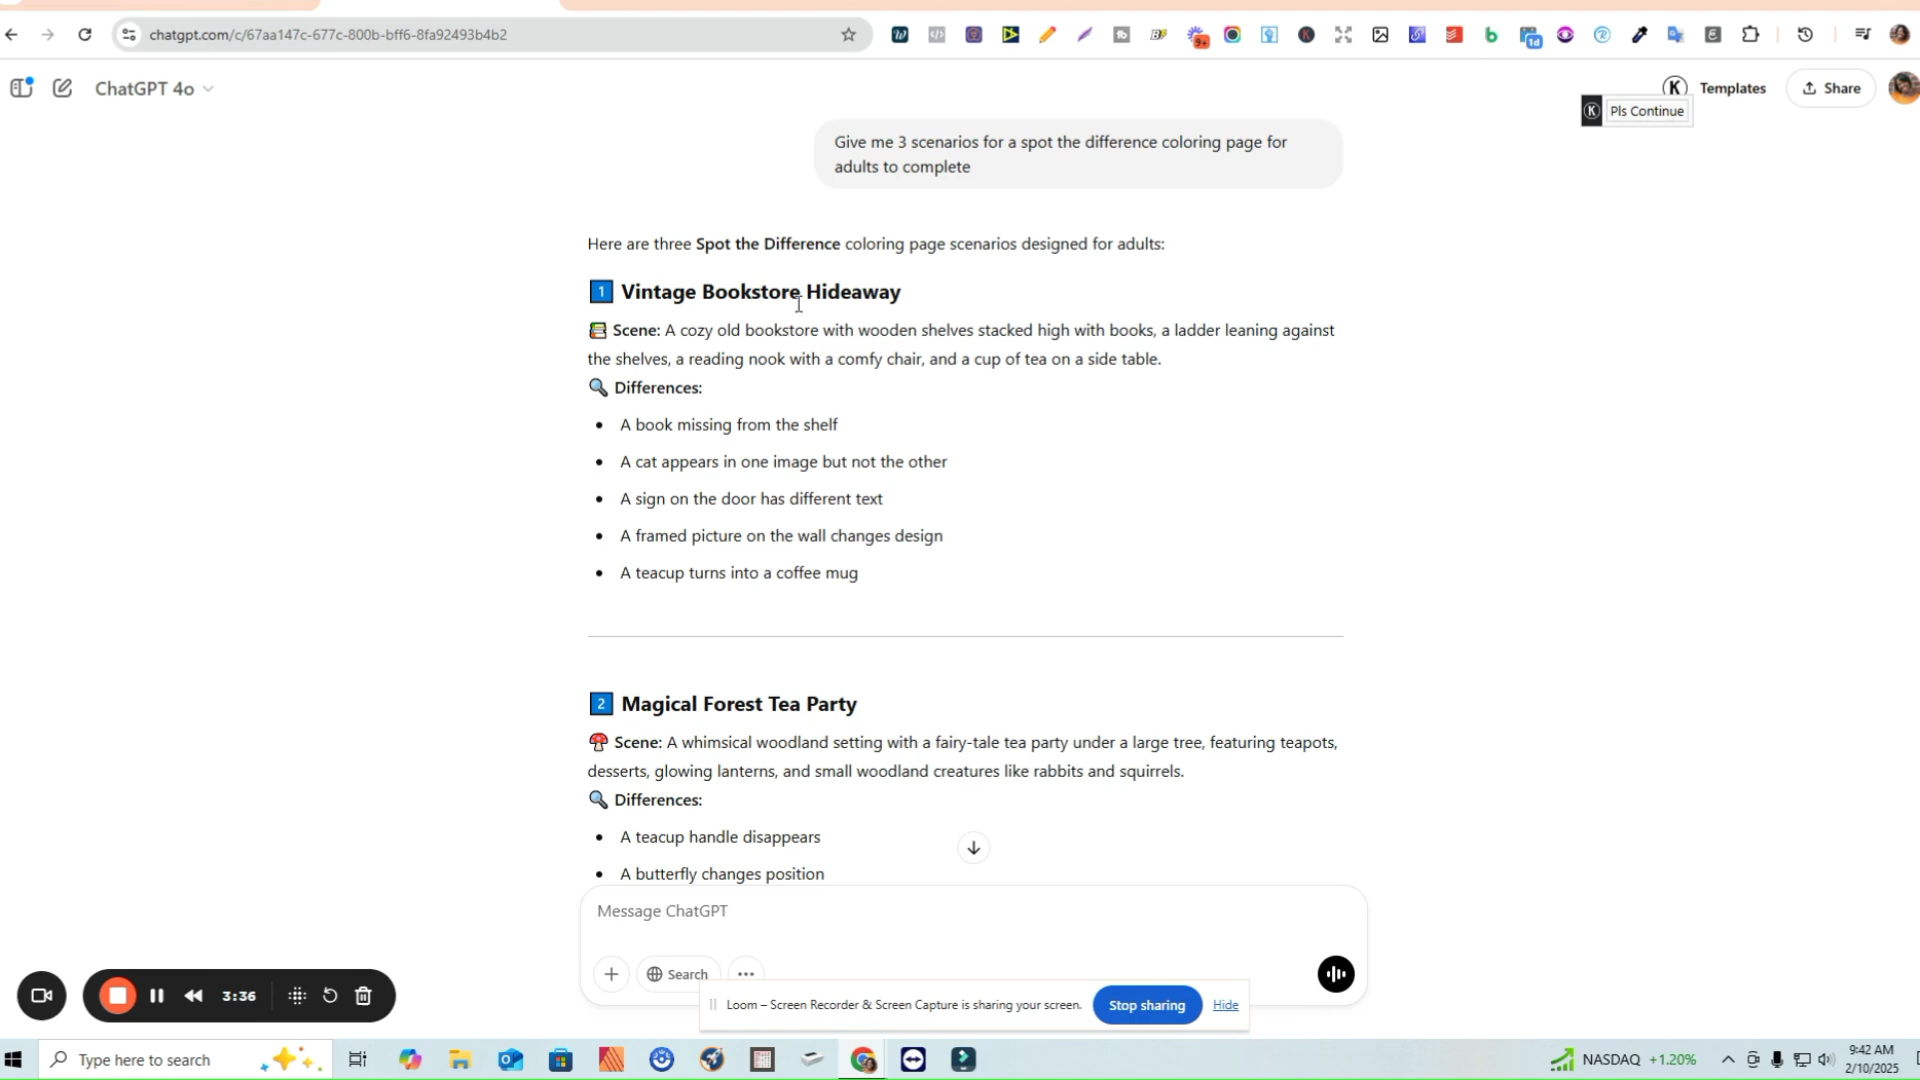 chatgpt.com/c/67aa147c-677c-800b-bff6-8fa92493b4b2
9+
1d
ChatGPT 4o
K
Templates
Share
K
Pls Continue
Give me 3 scenarios for a spot the difference coloring page for
adults to complete
Here are three Spot the Difference coloring page scenarios designed for adults:
1 Vintage Bookstore Hideaway
Scene: A cozy old bookstore with wooden shelves stacked high with books, a ladder leaning against
the shelves, a reading nook with a comfy chair, and a cup of tea on a side table.
Differences:
A book missing from the shelf
A cat appears in one image but not the other
A sign on the door has different text
A framed picture on the wall changes design
A teacup turns into a coffee mug
2 Magical Forest Tea Party
Scene: A whimsical woodland setting with a fairy-tale tea party under a large tree, featuring teapots,
desserts, glowing lanterns, and small woodland creatures like rabbits and squirrels.
Differences:
A teacup handle disappears
A butterfly changes position
Message ChatGPT
Search
3:36
Loom – Screen Recorder & Screen Capture is sharing your screen.
Stop sharing
Hide
Type here to search
NASDAQ +1.20%
9:42 AM
2/10/2025